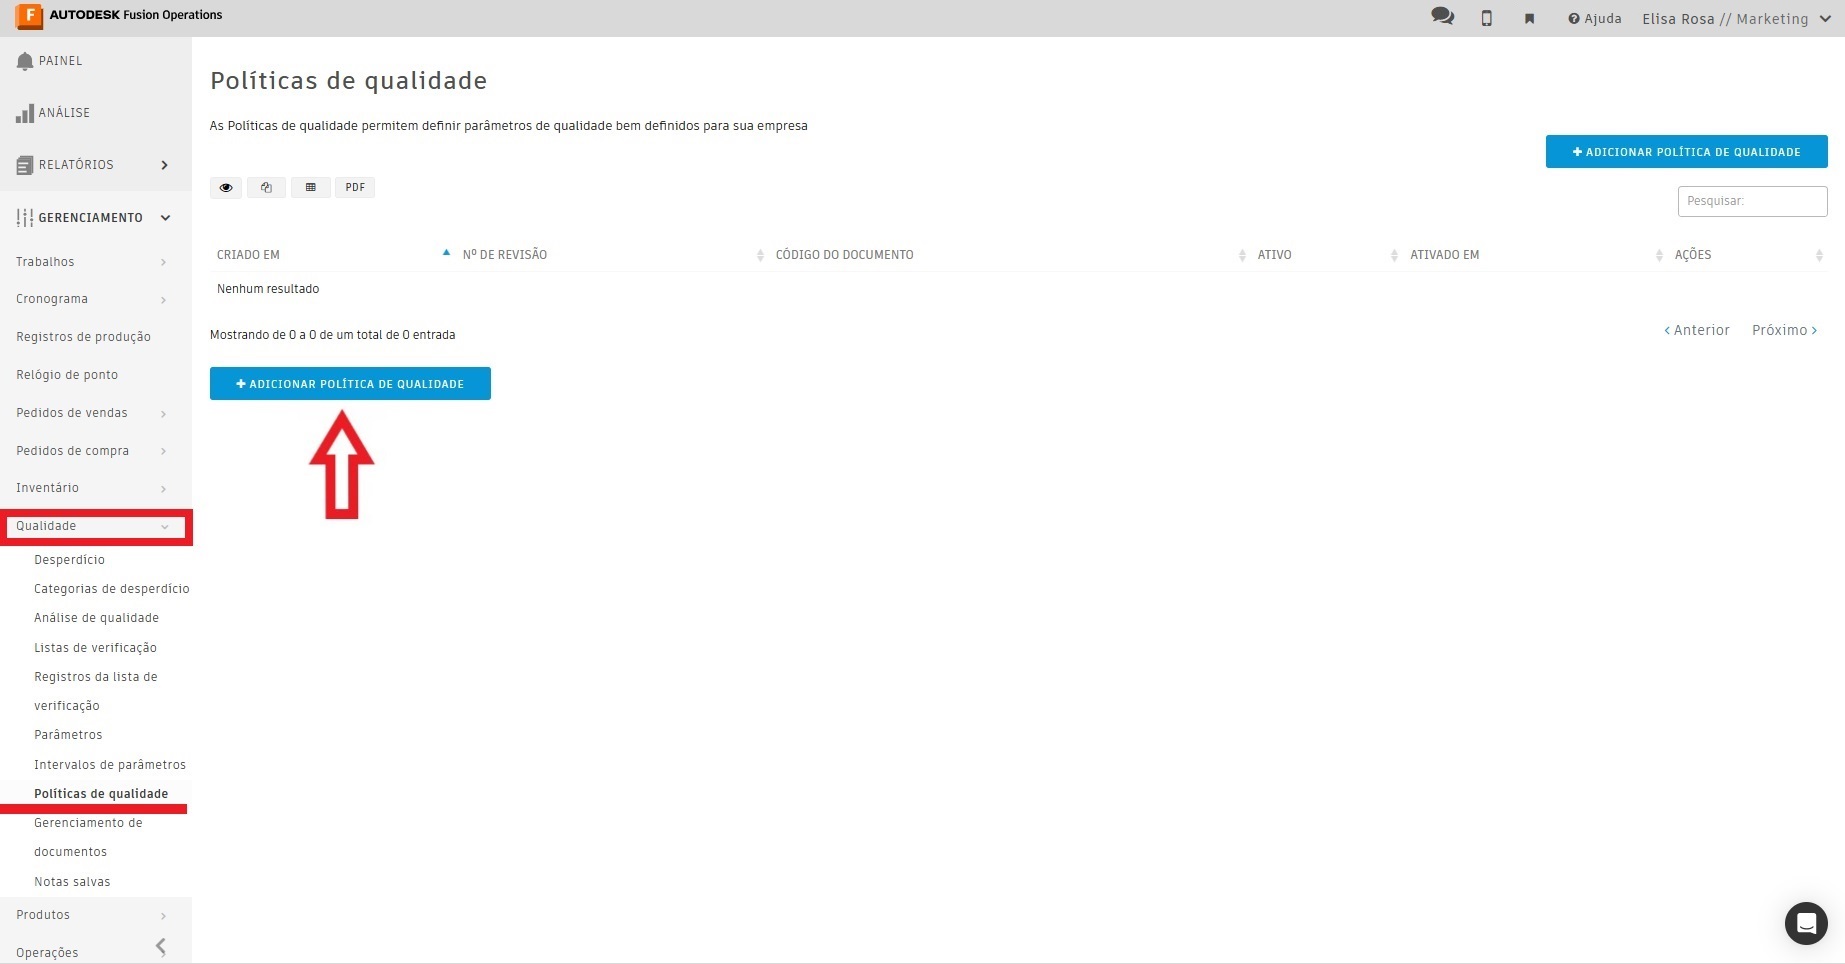 AUTODESK Fusion Operations
Ajuda
Elisa Rosa // Marketing
PAINEL
ANÁLISE
RELATÓRIOS
GERENCIAMENTO
Trabalhos
Cronograma
Registros de produção
Relógio de ponto
Pedidos de vendas
Pedidos de compra
Inventário
Qualidade
Desperdício
Categorias de desperdício
Análise de qualidade
Listas de verificação
Registros da lista de
verificação
Parâmetros
Intervalos de parâmetros
Políticas de qualidade
Gerenciamento de
documentos
Notas salvas
Produtos
Operações
Políticas de qualidade
As Políticas de qualidade permitem definir parâmetros de qualidade bem definidos para sua empresa
+ ADICIONAR POLÍTICA DE QUALIDADE
PDF
Pesquisar:
CRIADO EM Nº DE REVISÃO CÓDIGO DO DOCUMENTO ATIVO ATIVADO EM AÇÕES
Nenhum resultado
Mostrando de 0 a 0 de um total de 0 entrada
< Anterior Próximo >
+ ADICIONAR POLÍTICA DE QUALIDADE